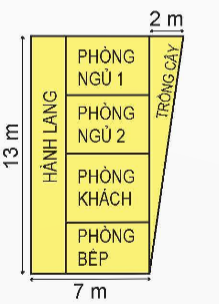 2 m
PHÒNG
NGỦ 1
TRỒNG CÂY
PHÒNG
NGỦ 2
HÀNH LANG
13 m
PHÒNG
KHÁCH
PHÒNG
BẾP
7 m